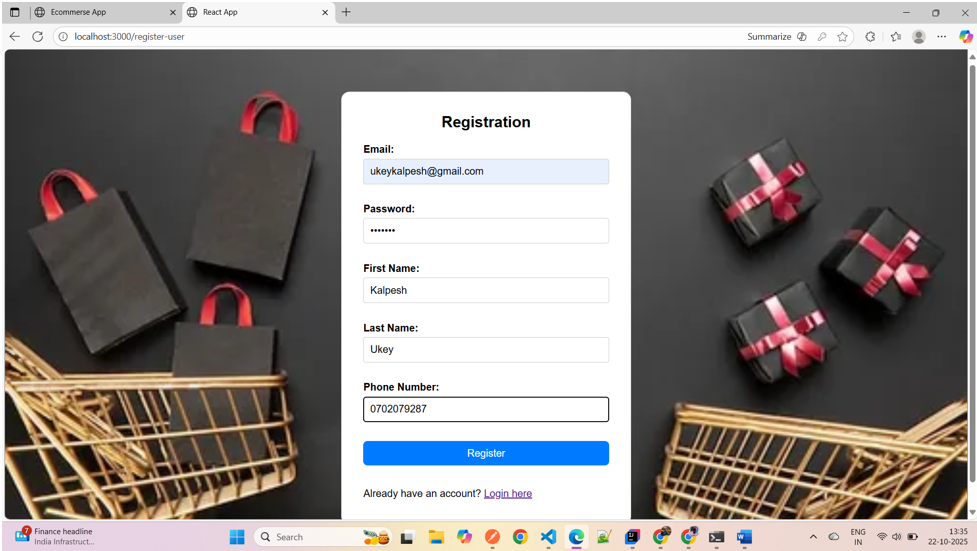 Ecommerse App
React App
localhost:3000/register-user
Summarize
Registration
Email:
ukeykalpesh@gmail.com
Password:
•••••••
First Name:
Kalpesh
Last Name:
Ukey
Phone Number:
0702079287
Register
Already have an account? Login here
7
Finance headline
India Infrastruct...
Search
ENG
IN
13:35
22-10-2025